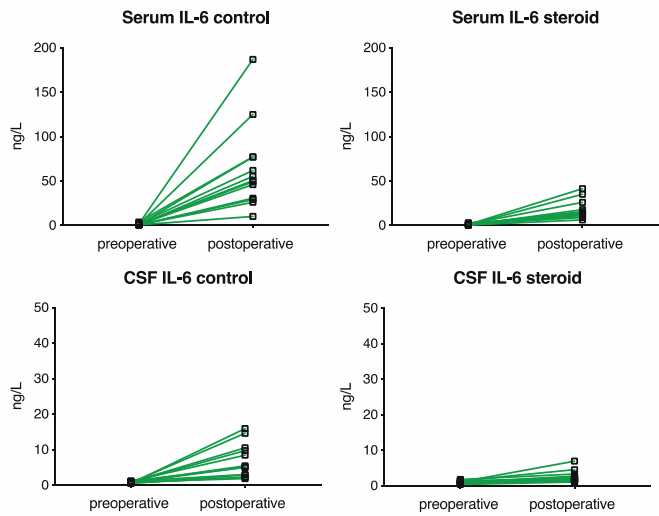 Serum IL-6 control
200
150
100
50
0
ng/L
preoperative postoperative
Serum IL-6 steroid
200
150
100
50
0
ng/L
preoperative postoperative
CSF IL-6 control
50
40
30
20
10
0
ng/L
preoperative postoperative
CSF IL-6 steroid
50
40
30
20
10
0
ng/L
preoperative postoperative